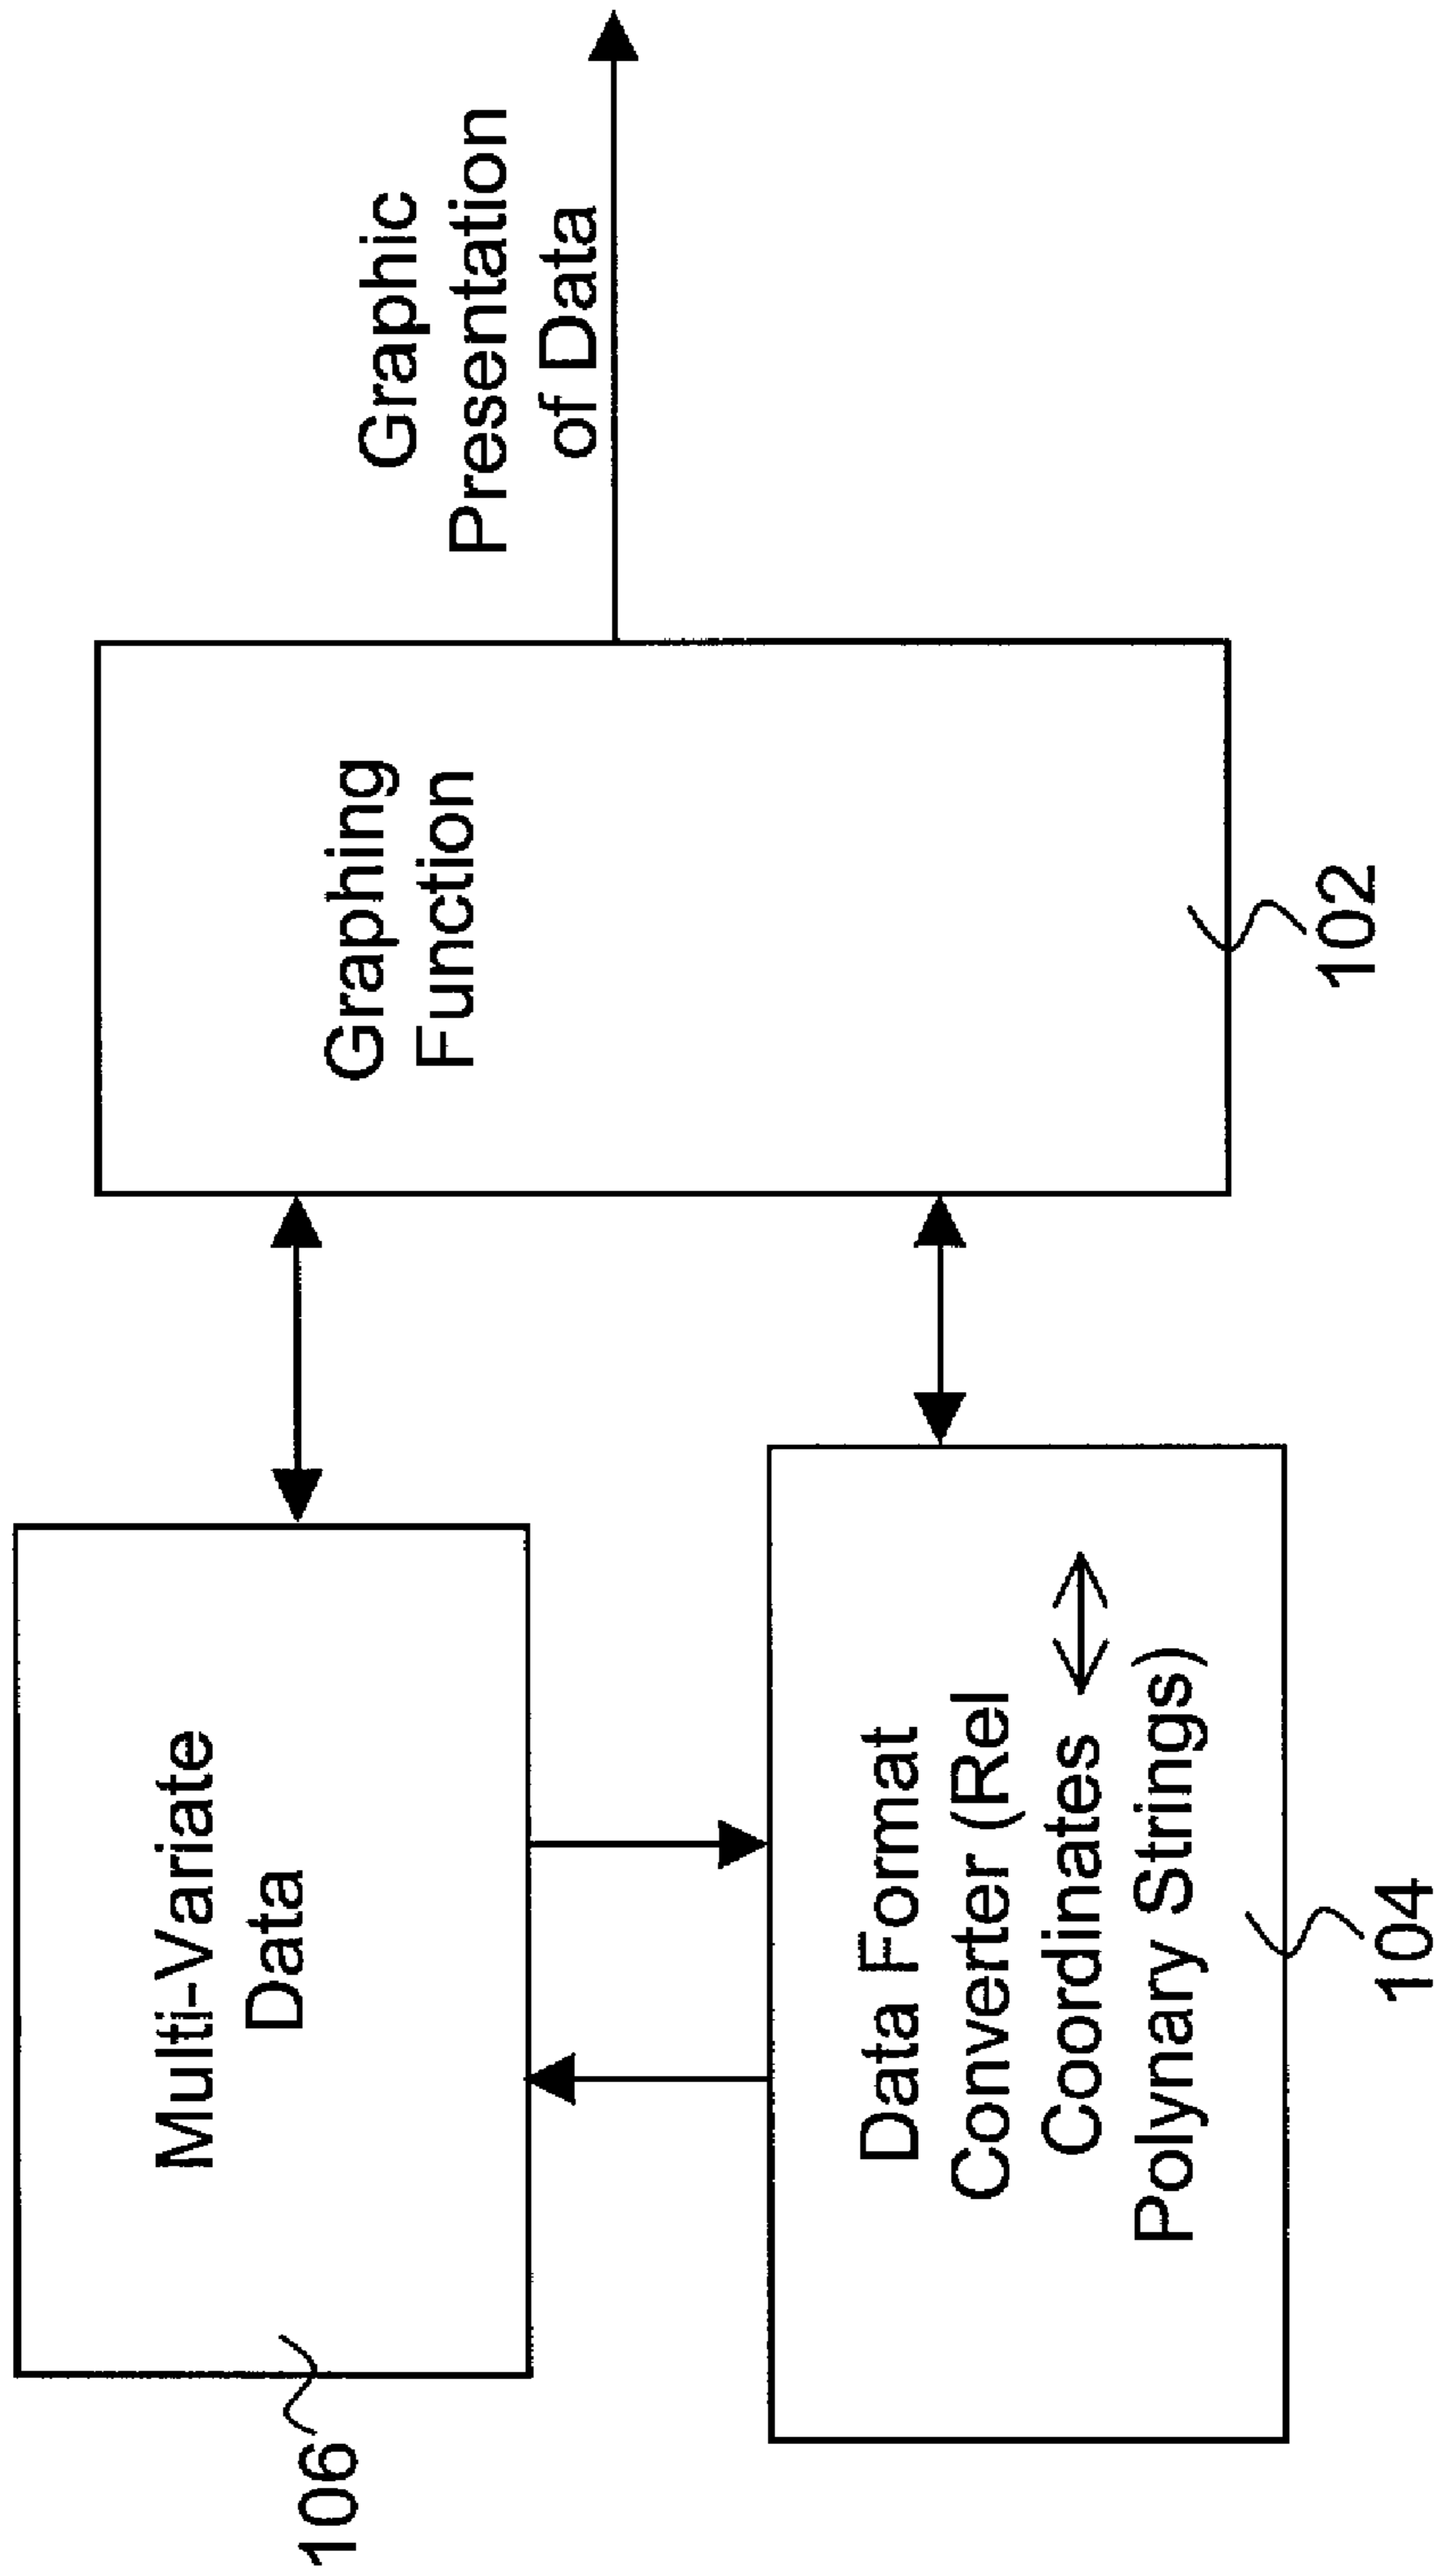 106
Multi-Variate
Data
Data Format
Converter (Rel
Coordinates ↔
Polynary Strings)
104
Graphing
Function
102
Graphic
Presentation
of Data